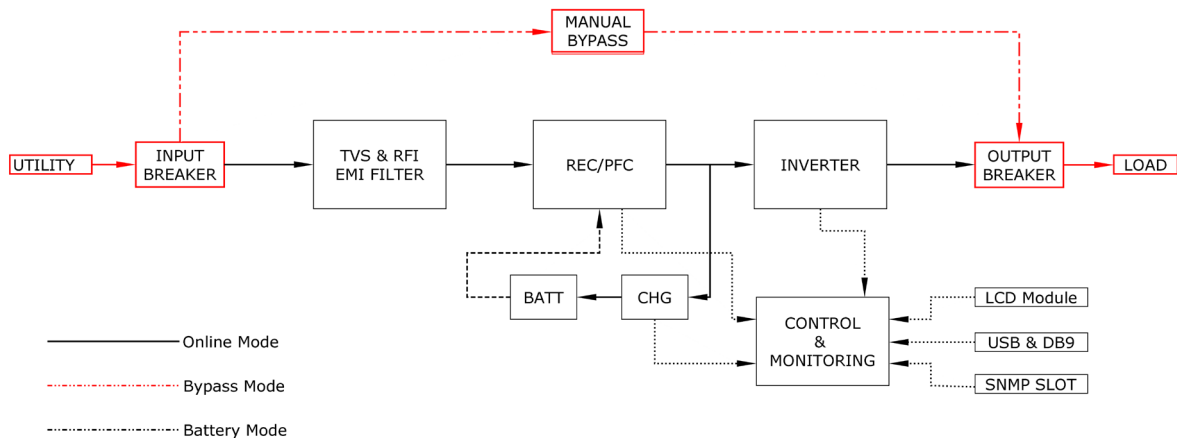 MANUAL
BYPASS
UTILITY
INPUT
BREAKER
TVS & RFI
EMI FILTER
REC/PFC
INVERTER
OUTPUT
BREAKER
LOAD
BATT
CHG
CONTROL
&
MONITORING
LCD Module
USB & DB9
SNMP SLOT
Online Mode
Bypass Mode
Battery Mode